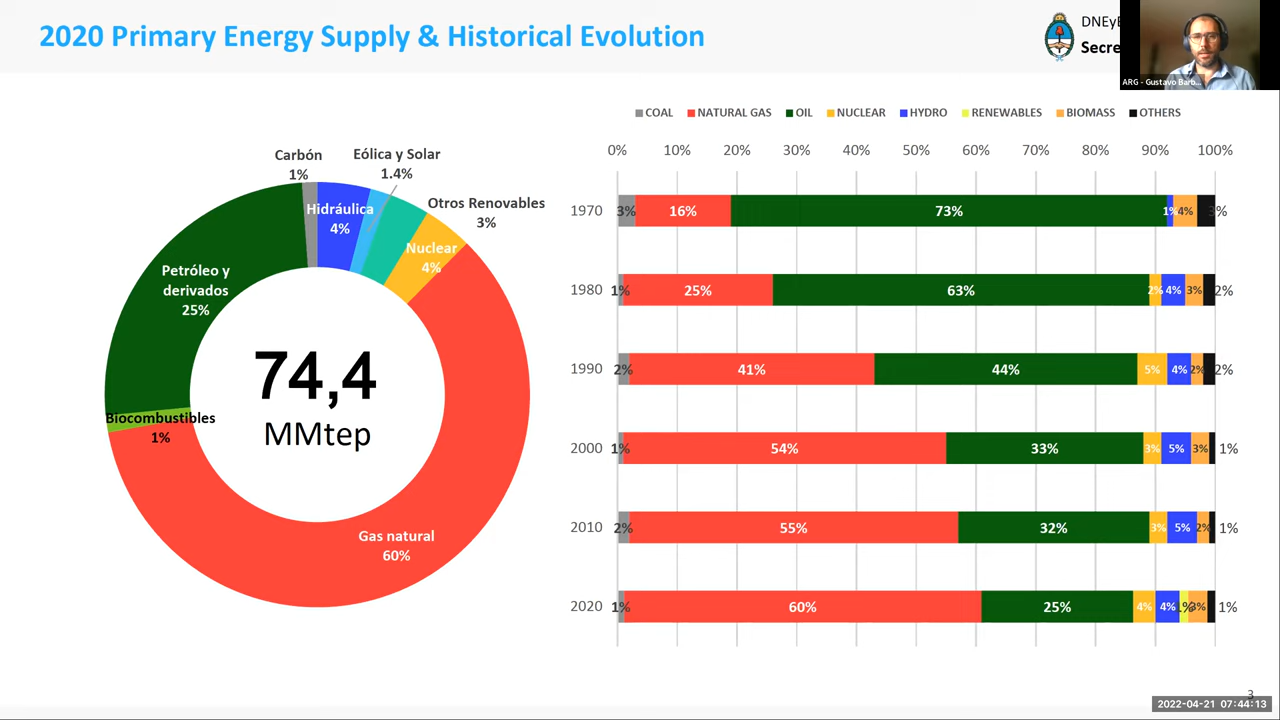 2020 Primary Energy Supply & Historical Evolution
DNEyE
Secre
ARG - Gustavo Barb...
Carbón
1%
Eólica y Solar
1.4%
Hidráulica
4%
Otros Renovables
3%
Nuclear
4%
Petróleo y
derivados
25%
74,4
MMtep
Biocombustibles
1%
Gas natural
60%
COAL NATURAL GAS OIL NUCLEAR HYDRO RENEWABLES BIOMASS OTHERS
0% 10% 20% 30% 40% 50% 60% 70% 80% 90% 100%
1970 3% 16% 73% 1% 4% 3%
1980 1% 25% 63% 2% 4% 3% 2%
1990 2% 41% 44% 5% 4% 2% 2%
2000 1% 54% 33% 3% 5% 3% 1%
2010 2% 55% 32% 3% 5% 2% 1%
2020 1% 60% 25% 4% 4% 1% 3% 1%
3
2022-04-21 07:44:13